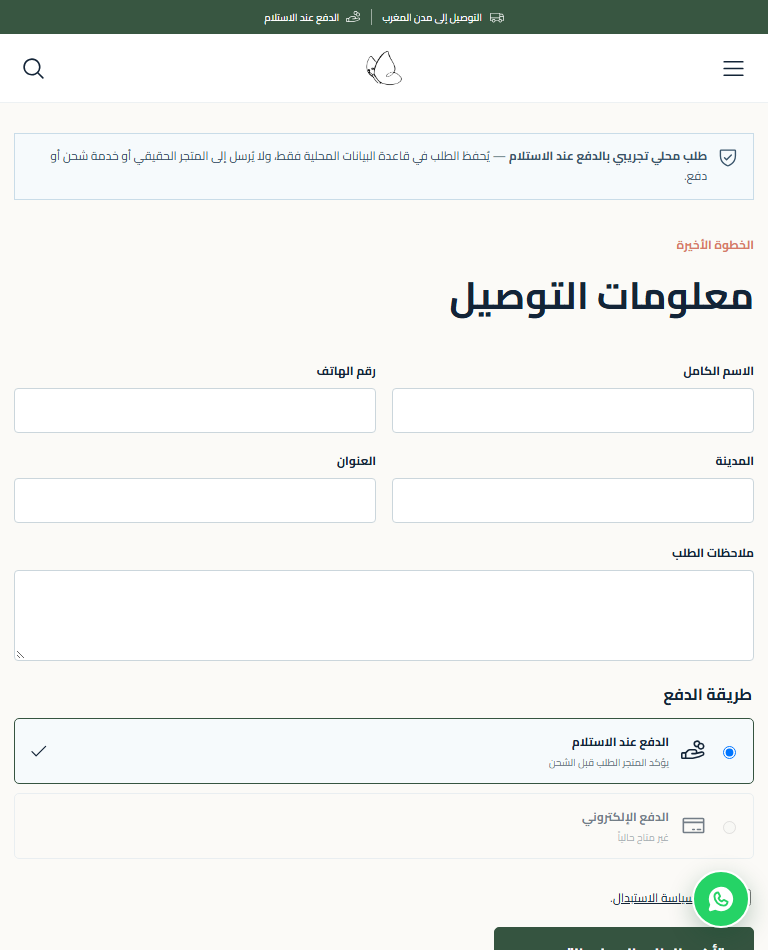 التوصيل إلى مدن المغرب
الدفع عند الاستلام
طلب محلي تجريبي بالدفع عند الاستلام — يُحفظ الطلب في قاعدة البيانات المحلية فقط، ولا يُرسل إلى المتجر الحقيقي أو خدمة شحن أو
دفع.
الخطوة الأخيرة
معلومات التوصيل
الاسم الكامل
رقم الهاتف
المدينة
العنوان
ملاحظات الطلب
طريقة الدفع
الدفع عند الاستلام
يؤكد المتجر الطلب قبل الشحن
الدفع الإلكتروني
غير متاح حالياً
سياسة الاستبدال.